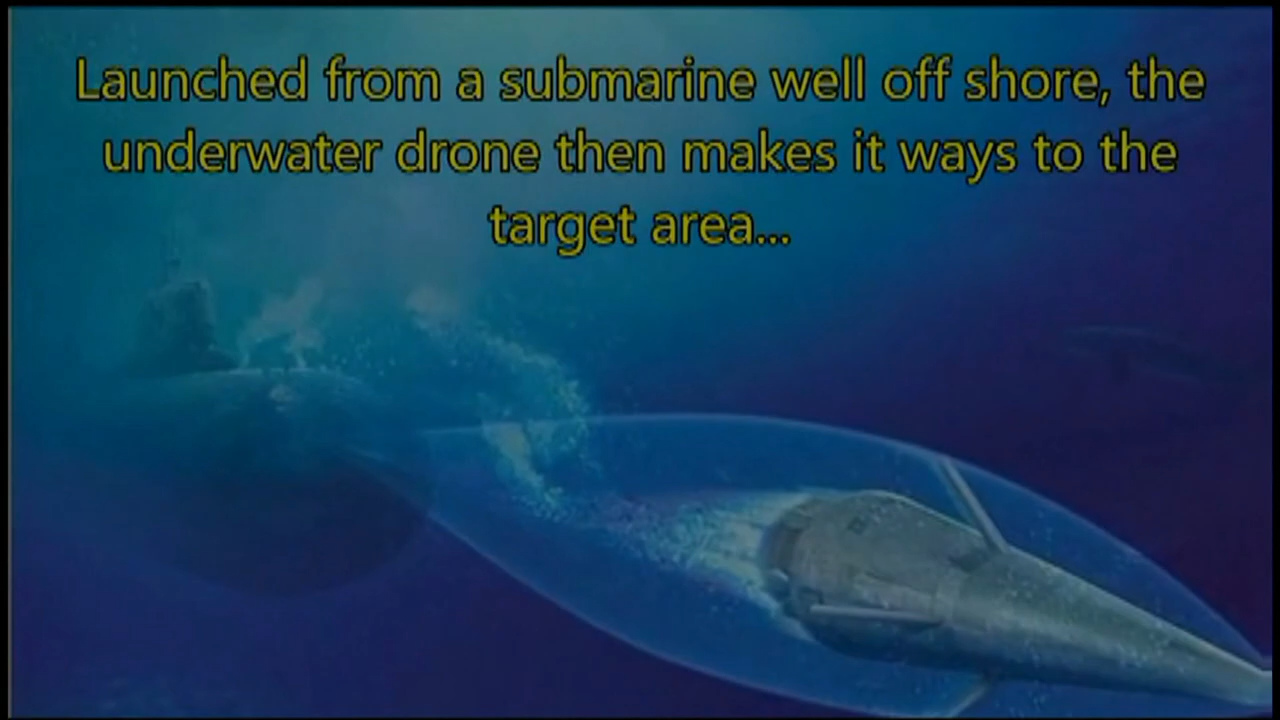 Launched from a submarine well off shore, the
underwater drone then makes it ways to the
target area...